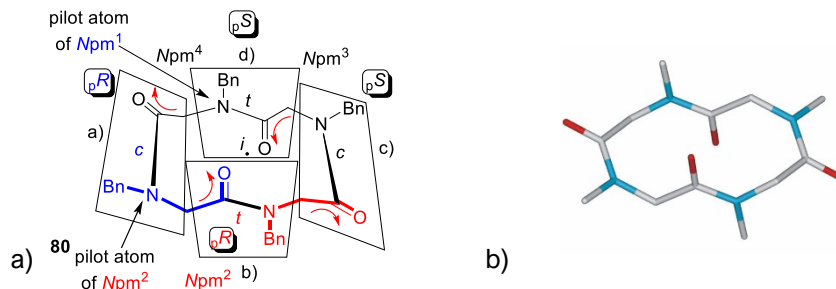 pilot atom
of Npm1
Npm4
pS
d)
Npm3
pR
pS
a)
Bn
N
t
O
O
N
Bn
c
i
c
c)
Bn
N
O
t
N
O
Bn
pR
80
pilot atom
of Npm2
Npm2
b)
a)
b)